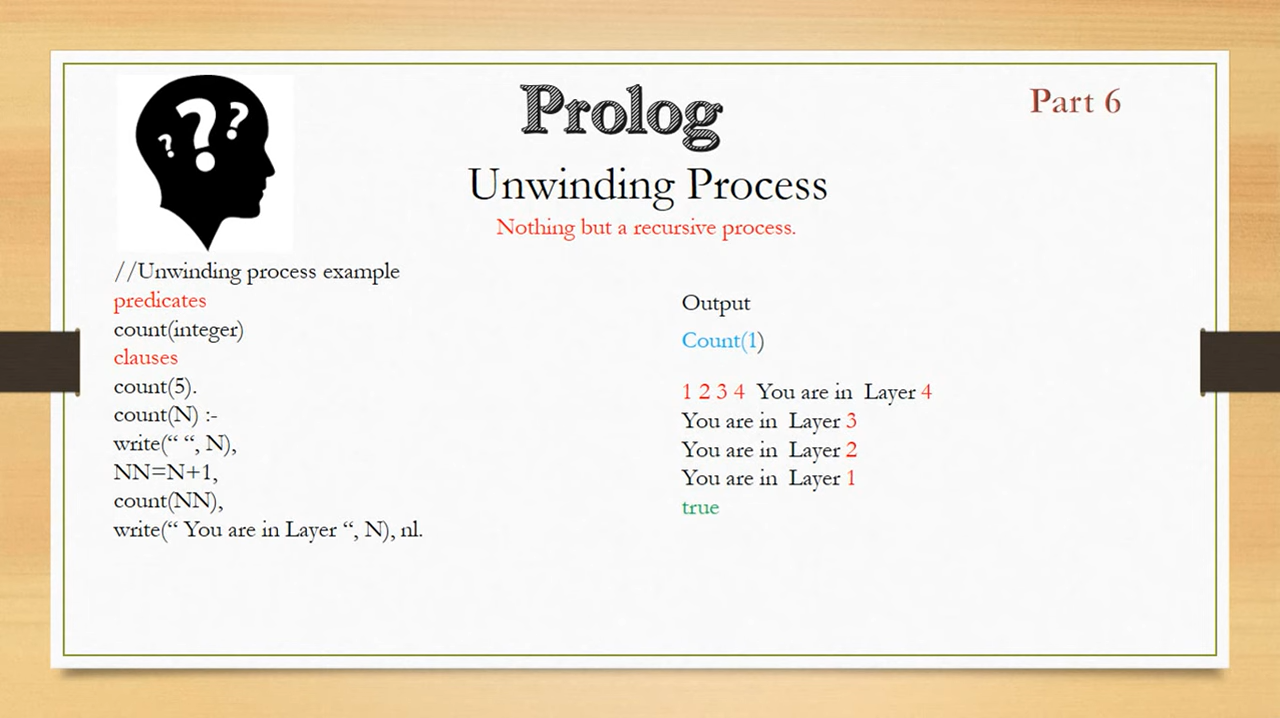 Prolog
Part 6
Unwinding Process
Nothing but a recursive process.
//Unwinding process example
predicates
count(integer)
clauses
count(5).
count(N) :-
write(“ “, N),
NN=N+1,
count(NN),
write(“ You are in Layer “, N), nl.
Output
Count(1)
1 2 3 4  You are in  Layer 4
You are in  Layer 3
You are in  Layer 2
You are in  Layer 1
true
? ? ?